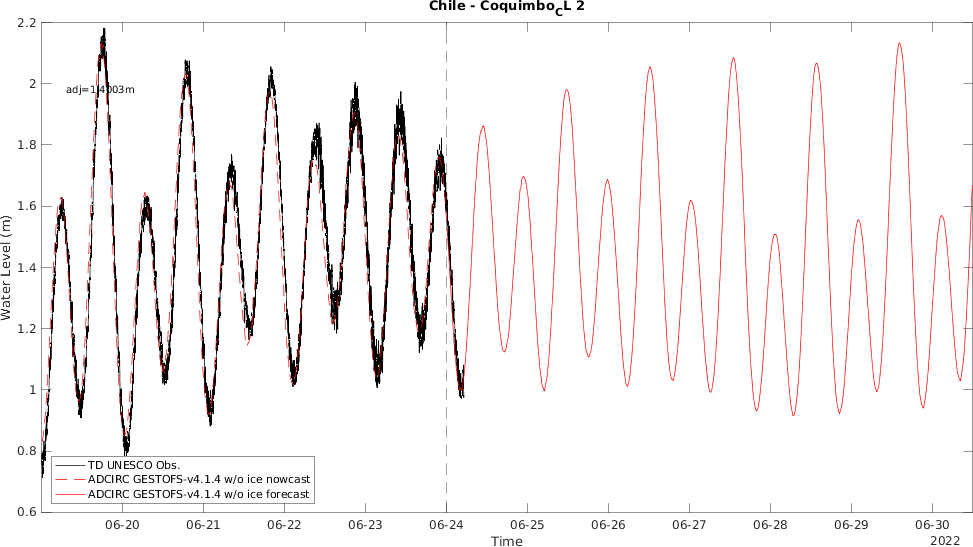 Chile - Coquimbo_CL 2
2.2
2
1.8
1.6
1.4
1.2
1
0.8
0.6
Water Level (m)
adj=1.4003m
TD UNESCO Obs.
ADCIRC GESTOFS-v4.1.4 w/o ice nowcast
ADCIRC GESTOFS-v4.1.4 w/o ice forecast
06-20 06-21 06-22 06-23 06-24 06-25 06-26 06-27 06-28 06-29 06-30
Time
2022